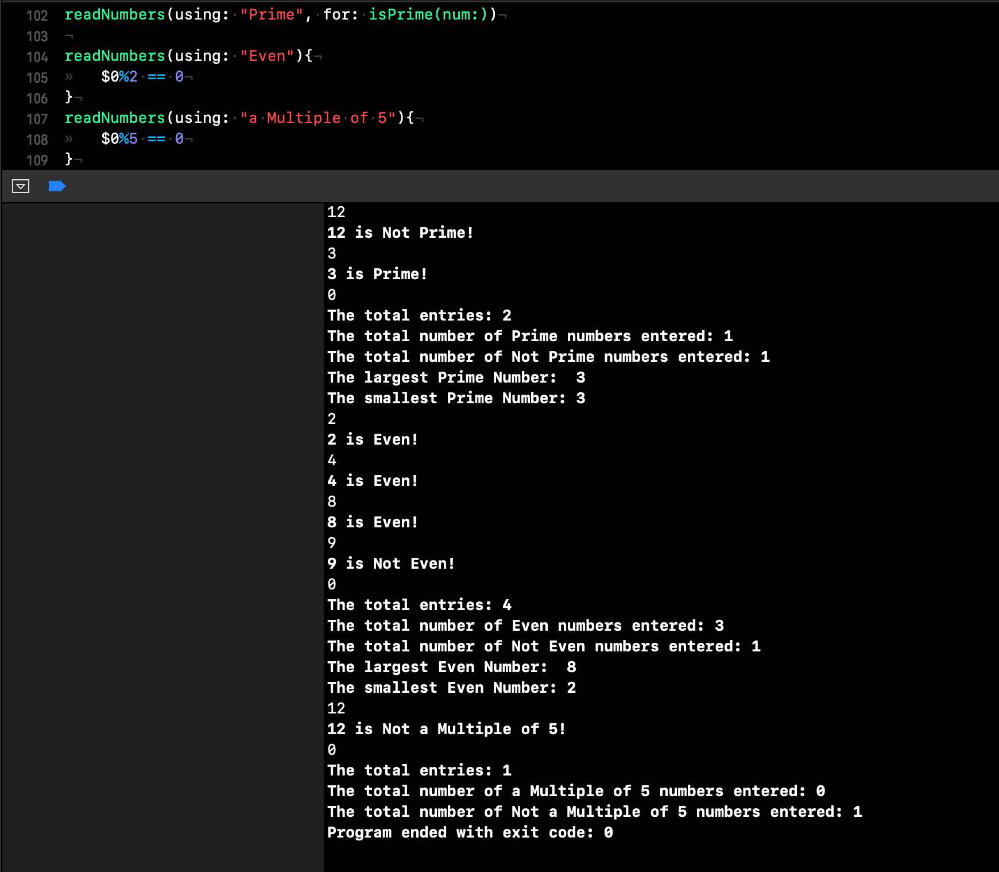 102 readNumbers(using: "Prime", for: isPrime(num:))
103
104 readNumbers(using: "Even"){
105 $0%2 == 0
106 }
107 readNumbers(using: "a Multiple of 5"){
108 $0%5 == 0
109 }
12
12 is Not Prime!
3
3 is Prime!
0
The total entries: 2
The total number of Prime numbers entered: 1
The total number of Not Prime numbers entered: 1
The largest Prime Number:  3
The smallest Prime Number: 3
2
2 is Even!
4
4 is Even!
8
8 is Even!
9
9 is Not Even!
0
The total entries: 4
The total number of Even numbers entered: 3
The total number of Not Even numbers entered: 1
The largest Even Number:  8
The smallest Even Number: 2
12
12 is Not a Multiple of 5!
0
The total entries: 1
The total number of a Multiple of 5 numbers entered: 0
The total number of Not a Multiple of 5 numbers entered: 1
Program ended with exit code: 0